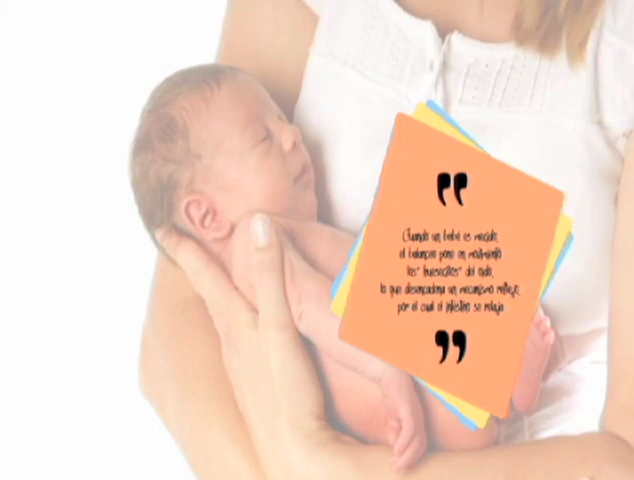 "
Cuando un bebé es mecido,
el balanceo pone en movimiento
los" huesecillos" del oído,
lo que desencadena un mecanismo reflejo,
por el cual el intestino se relaja
"